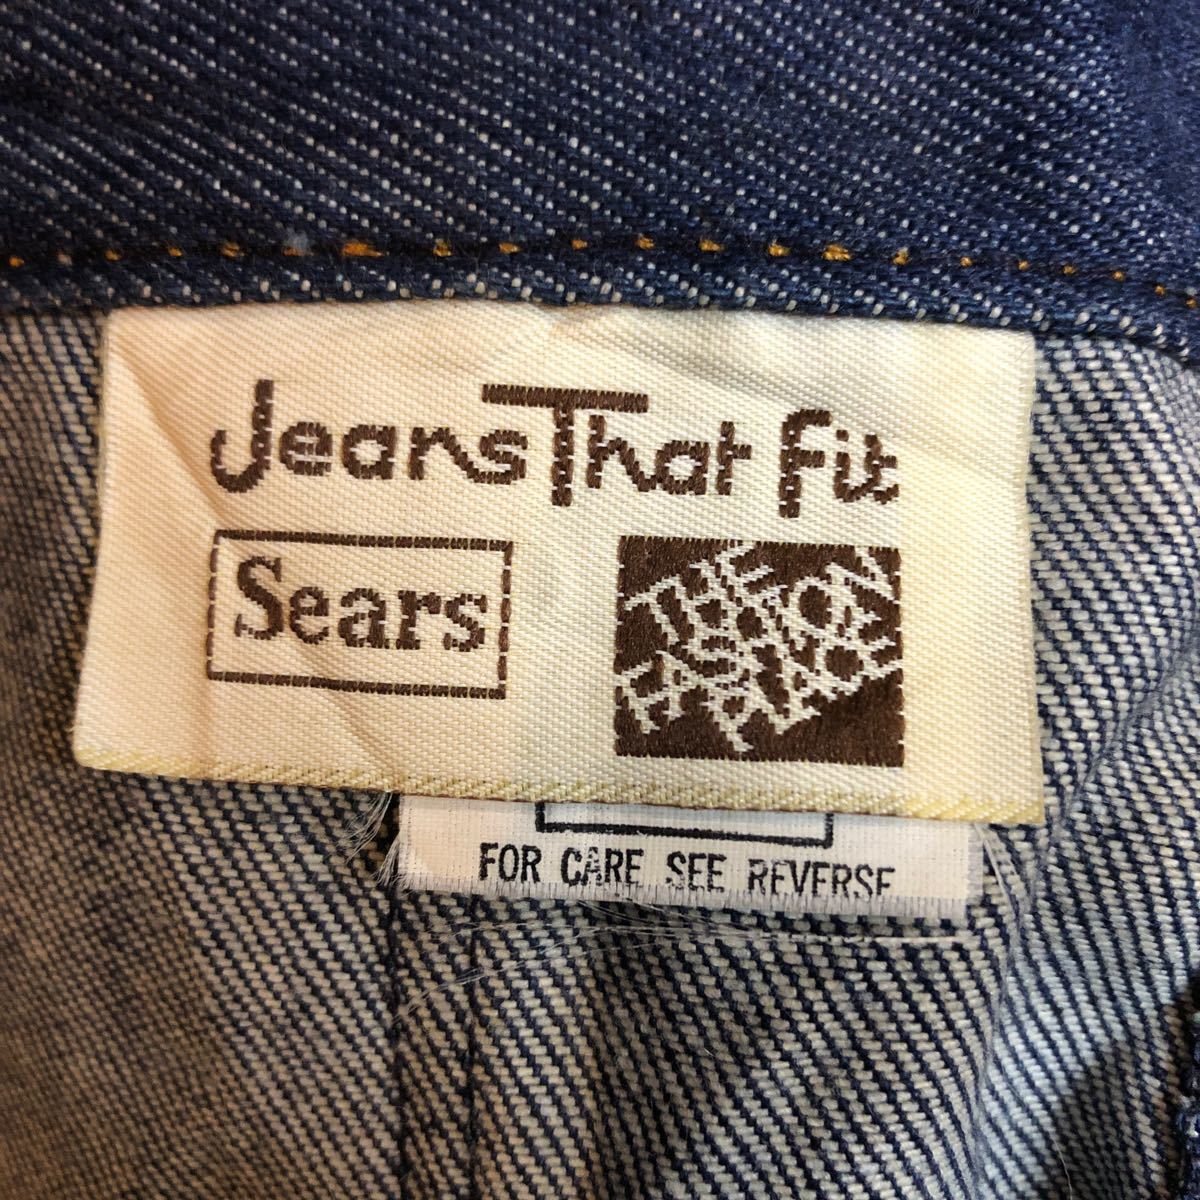 Jeans That Fit
Sears
THE
FASHION
PLACE
FOR CARE SEE REVERSE